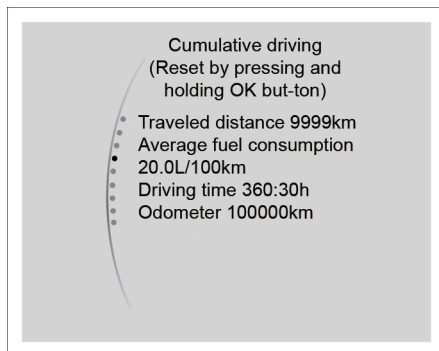 Cumulative driving
(Reset by pressing and
holding OK but-ton)
Traveled distance 9999km
Average fuel consumption
20.0L/100km
Driving time 360:30h
Odometer 100000km